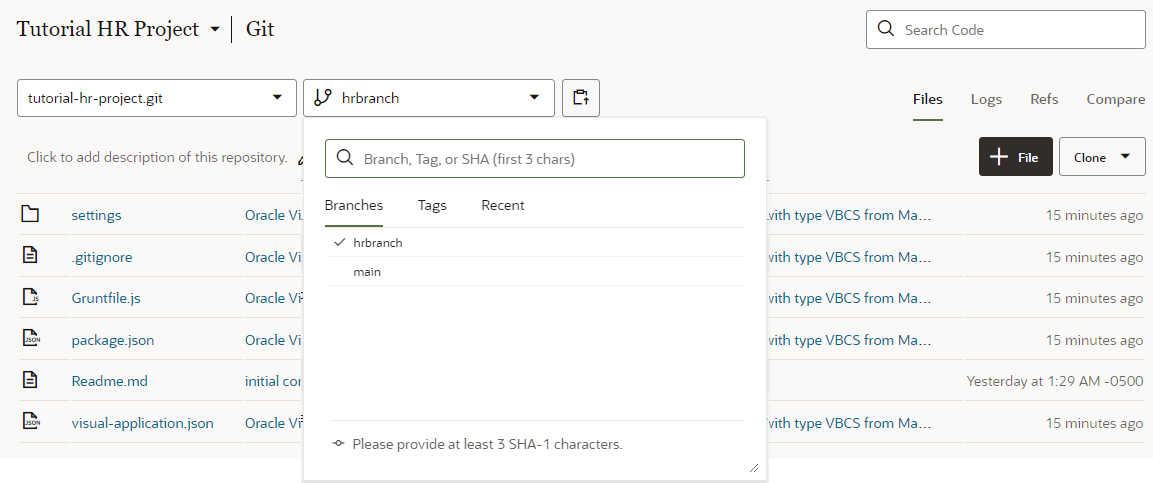 Tutorial HR Project Git
Search Code
tutorial-hr-project.git hrbranch
Files Logs Refs Compare
Click to add description of this repository.
File Clone
Branch, Tag, or SHA (first 3 chars)
Branches Tags Recent
hrbranch
main
Please provide at least 3 SHA-1 characters.
settings Oracle Vi with type VBCS from Ma... 15 minutes ago
.gitignore Oracle Vi with type VBCS from Ma... 15 minutes ago
JS Gruntfile.js Oracle Vi with type VBCS from Ma... 15 minutes ago
JSON package.json Oracle Vi with type VBCS from Ma... 15 minutes ago
Readme.md initial Yesterday at 1:29 AM -0500
JSON visual-application.json Oracle Vi with type VBCS from Ma... 15 minutes ago